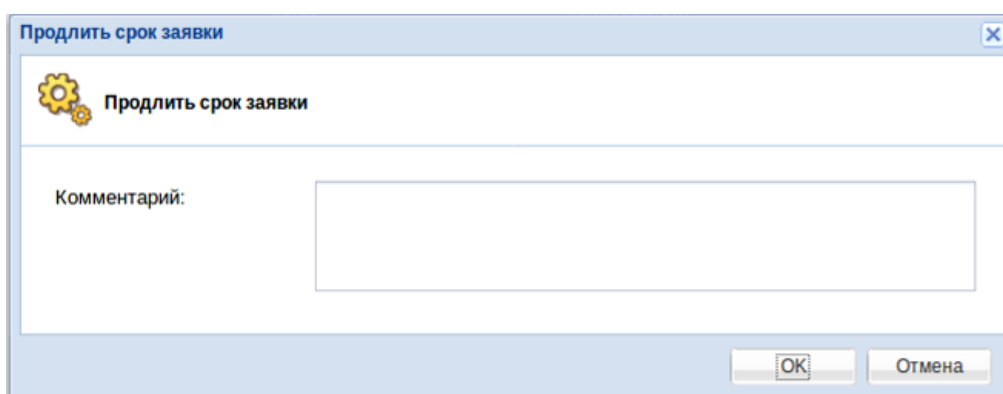 Продлить срок заявки
Продлить срок заявки
Комментарий:
OK
Отмена